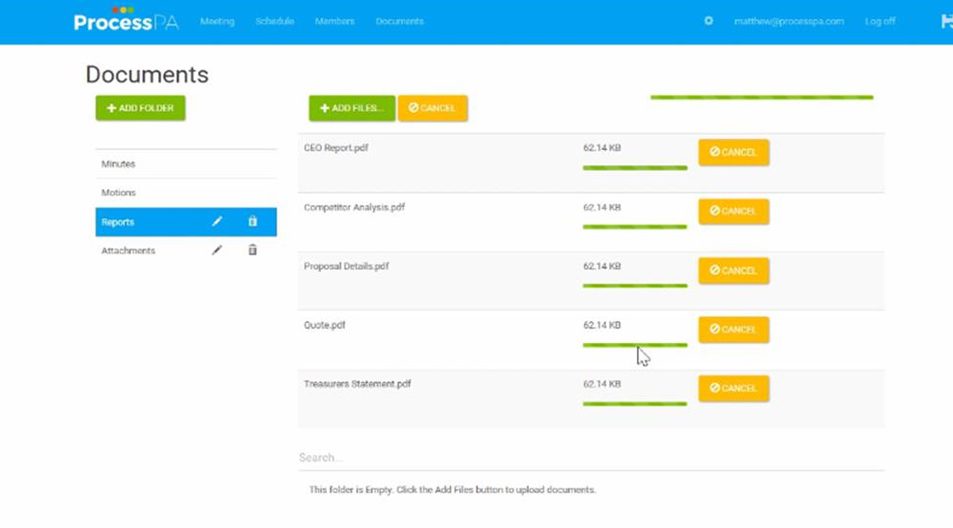 ProcessPA Meeting Schedule Members Documents matthew@processpa.com Log off
Documents
ADD FOLDER
ADD FILES... CANCEL
Minutes
Motions
Reports
Attachments
CEO Report.pdf 62.14 KB CANCEL
Competitor Analysis.pdf 62.14 KB CANCEL
Proposal Details.pdf 62.14 KB CANCEL
Quote.pdf 62.14 KB CANCEL
Treasurers Statement.pdf 62.14 KB CANCEL
Search...
This folder is Empty. Click the Add Files button to upload documents.